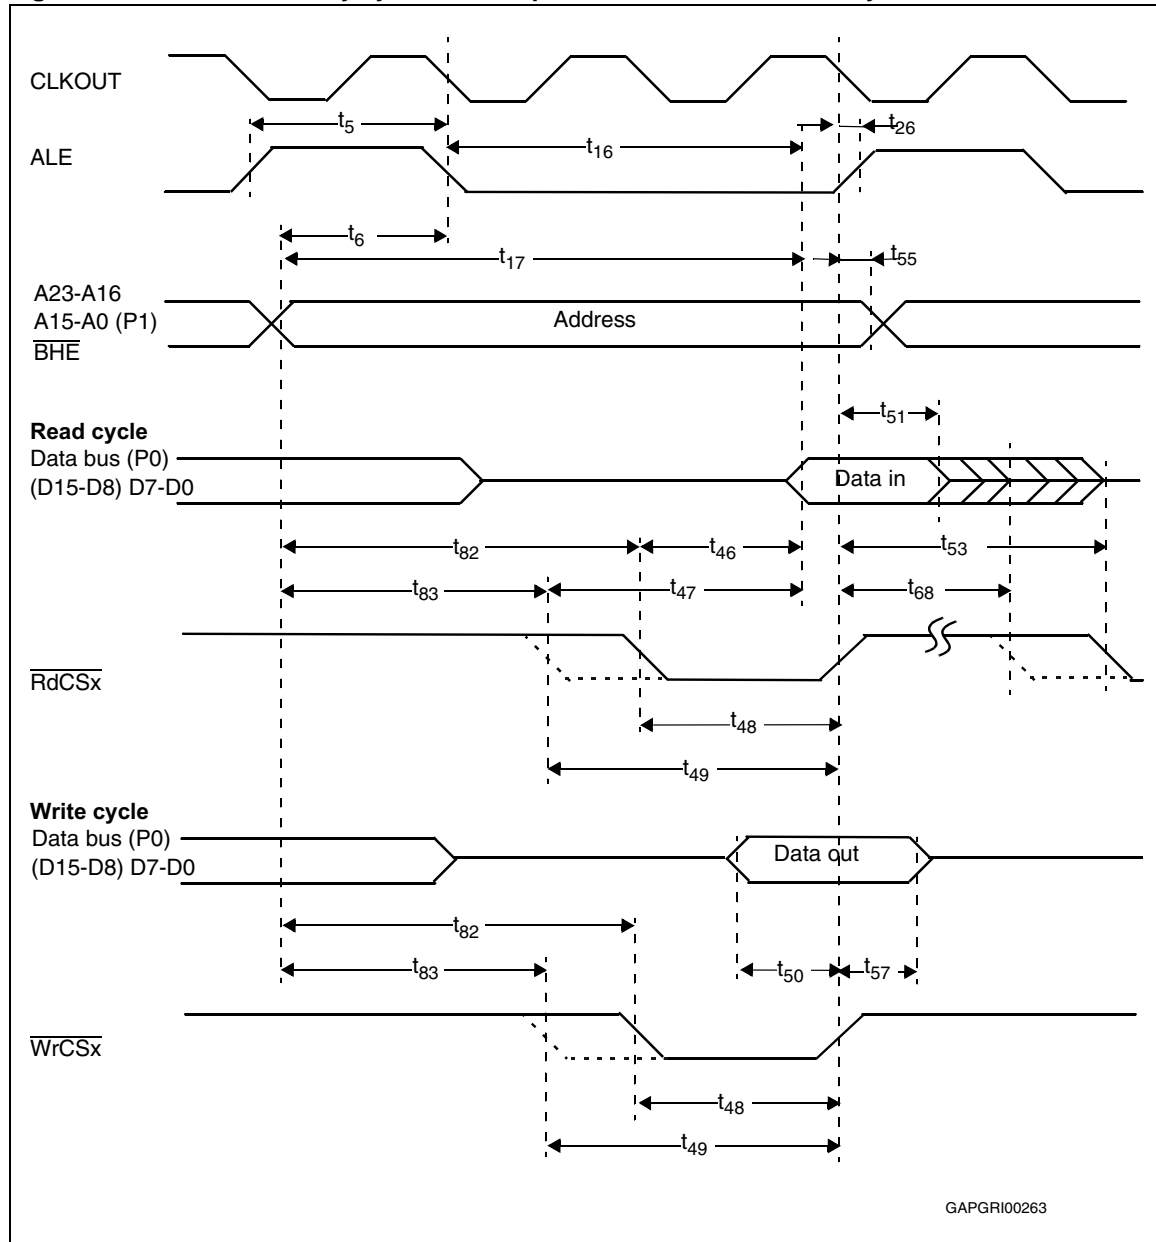 CLKOUT
t5
t26
ALE
t16
t6
t17
t55
A23-A16
A15-A0 (P1)
Address
BHE
t51
Read cycle
Data bus (P0)
(D15-D8) D7-D0
Data in
t82
t46
t53
t83
t47
t68
RdCSx
t48
t49
Write cycle
Data bus (P0)
(D15-D8) D7-D0
Data out
t82
t83
t50
t57
WrCSx
t48
t49
GAPGRI00263